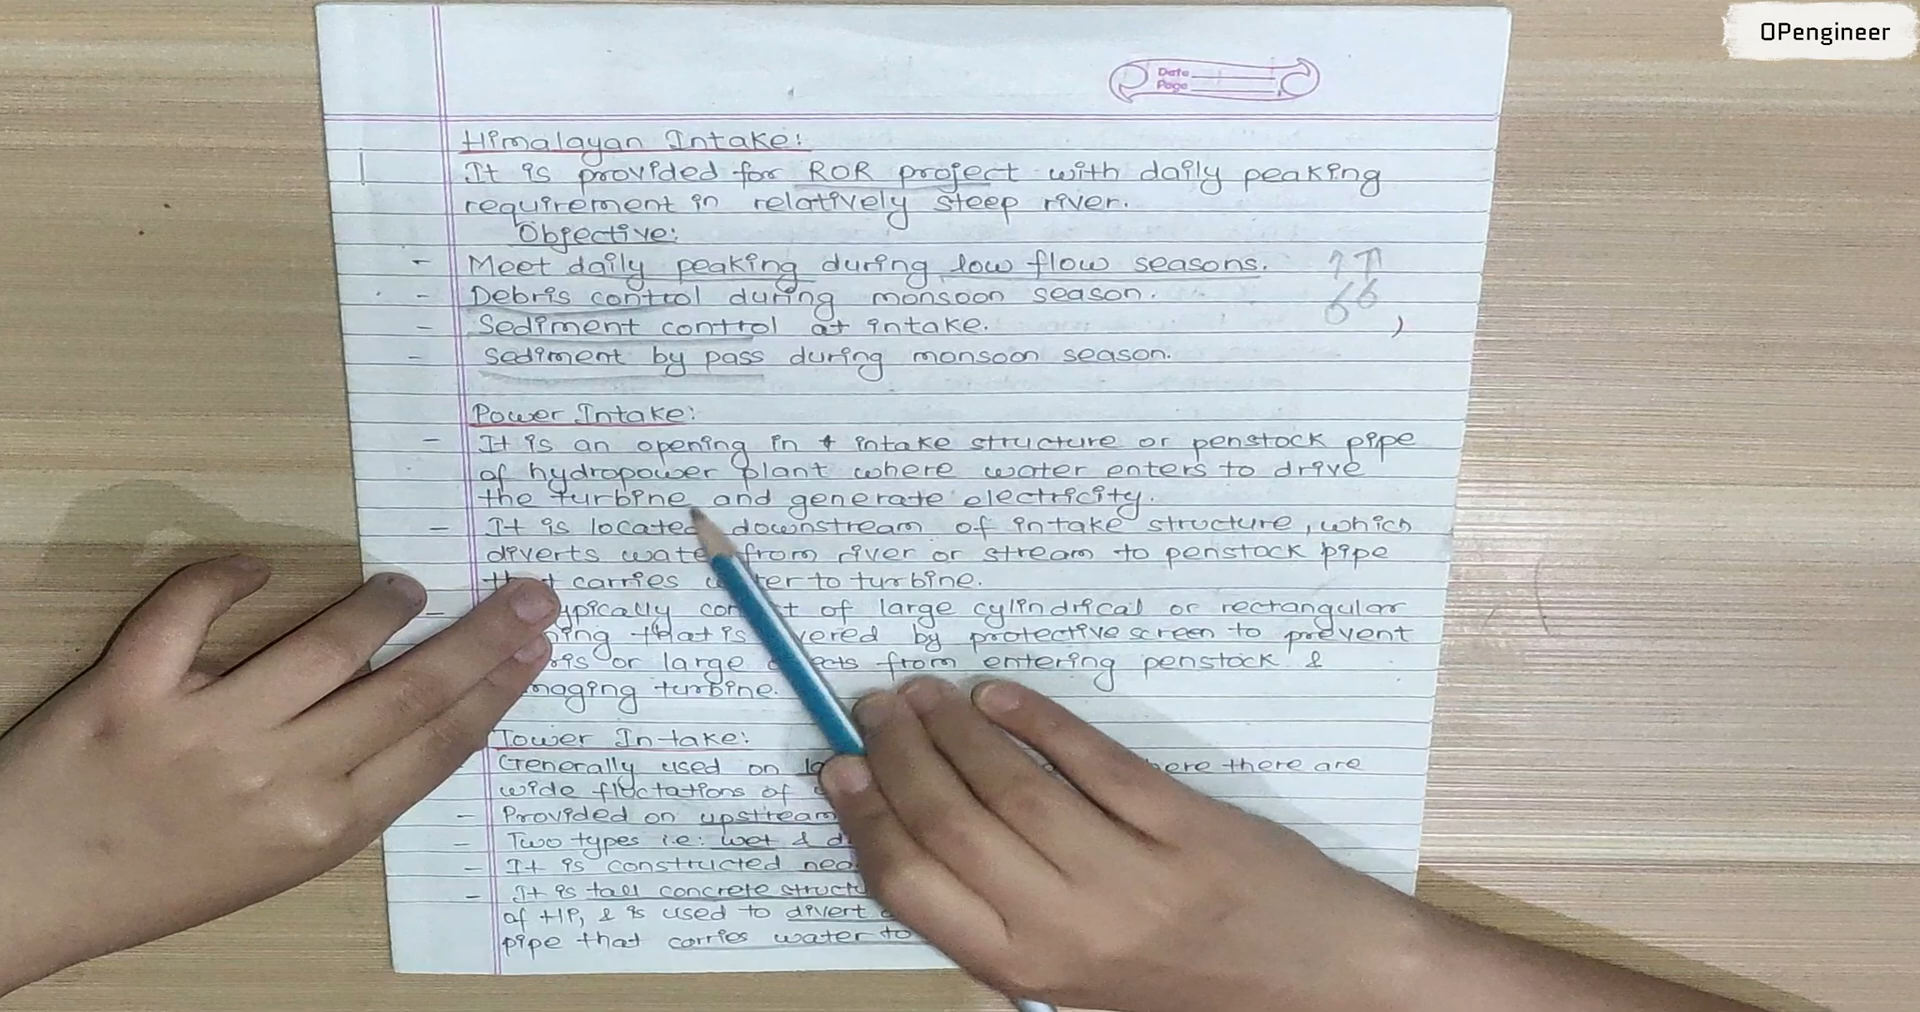 OPengineer
Date
Page
Himalayan Intake:
It is provided for ROR project with daily peaking
requirement in relatively steep river.
Objective:
- Meet daily peaking during low flow seasons.
- Debris control during monsoon season.
- Sediment control at intake.
- Sediment by pass during monsoon season.
Power Intake:
- It is an opening in intake structure or penstock pipe
of hydropower plant where water enters to drive
the turbine and generate electricity.
- It is located downstream of intake structure, which
diverts from river or stream to penstock pipe
carries to turbine.
- of large cylindrical or rectangular
that is by protective screen to prevent
or large from entering penstock &
turbine.
Tower Intake:
Generally used on there are
wide fluctations of
- Provided on upstream
- Two types i.e: wet &
- It is constructed
- It is tall concrete
of HP, & is used to divert
pipe that carries water to